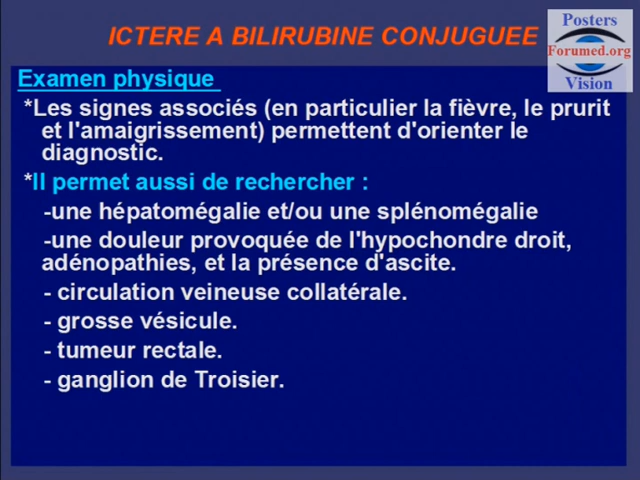 ICTERE A BILIRUBINE CONJUGUEE
Posters
Forumed.org
Vision
Examen physique
*Les signes associés (en particulier la fièvre, le prurit
et l'amaigrissement) permettent d'orienter le
diagnostic.
*Il permet aussi de rechercher :
-une hépatomégalie et/ou une splénomégalie
-une douleur provoquée de l'hypochondre droit,
adénopathies, et la présence d'ascite.
- circulation veineuse collatérale.
- grosse vésicule.
- tumeur rectale.
- ganglion de Troisier.